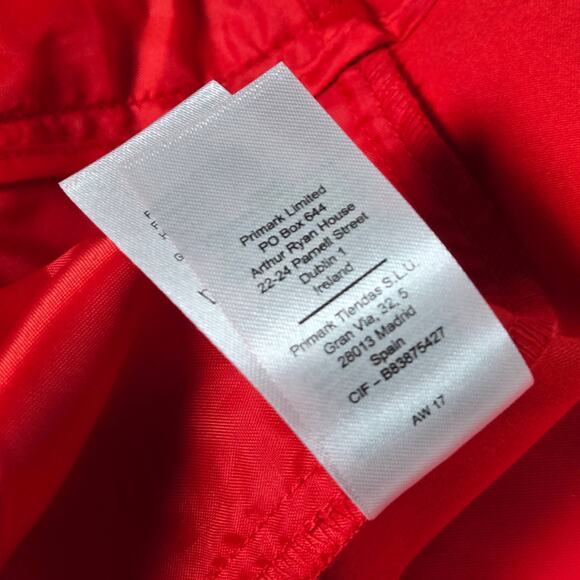 Primark Limited
PO Box 644
Arthur Ryan House
22-24 Parnell Street
Dublin 1
Ireland
Primark Tiendas S.L.U.
Gran Via, 32, 5
28013 Madrid
Spain
CIF – B83875427
AW 17